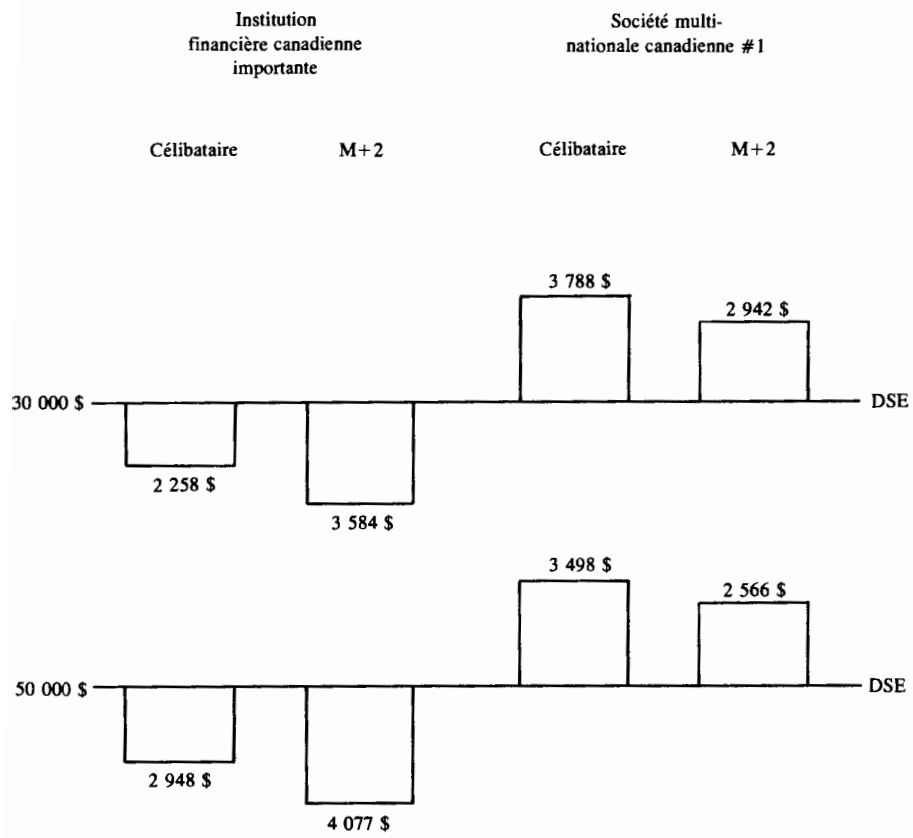 Institution
financière canadienne
importante
Société multi-
nationale canadienne #1
Célibataire M+2 Célibataire M+2
3 788 $
2 942 $
30 000 $ DSE
2 258 $
3 584 $
3 498 $
2 566 $
50 000 $ DSE
2 948 $
4 077 $